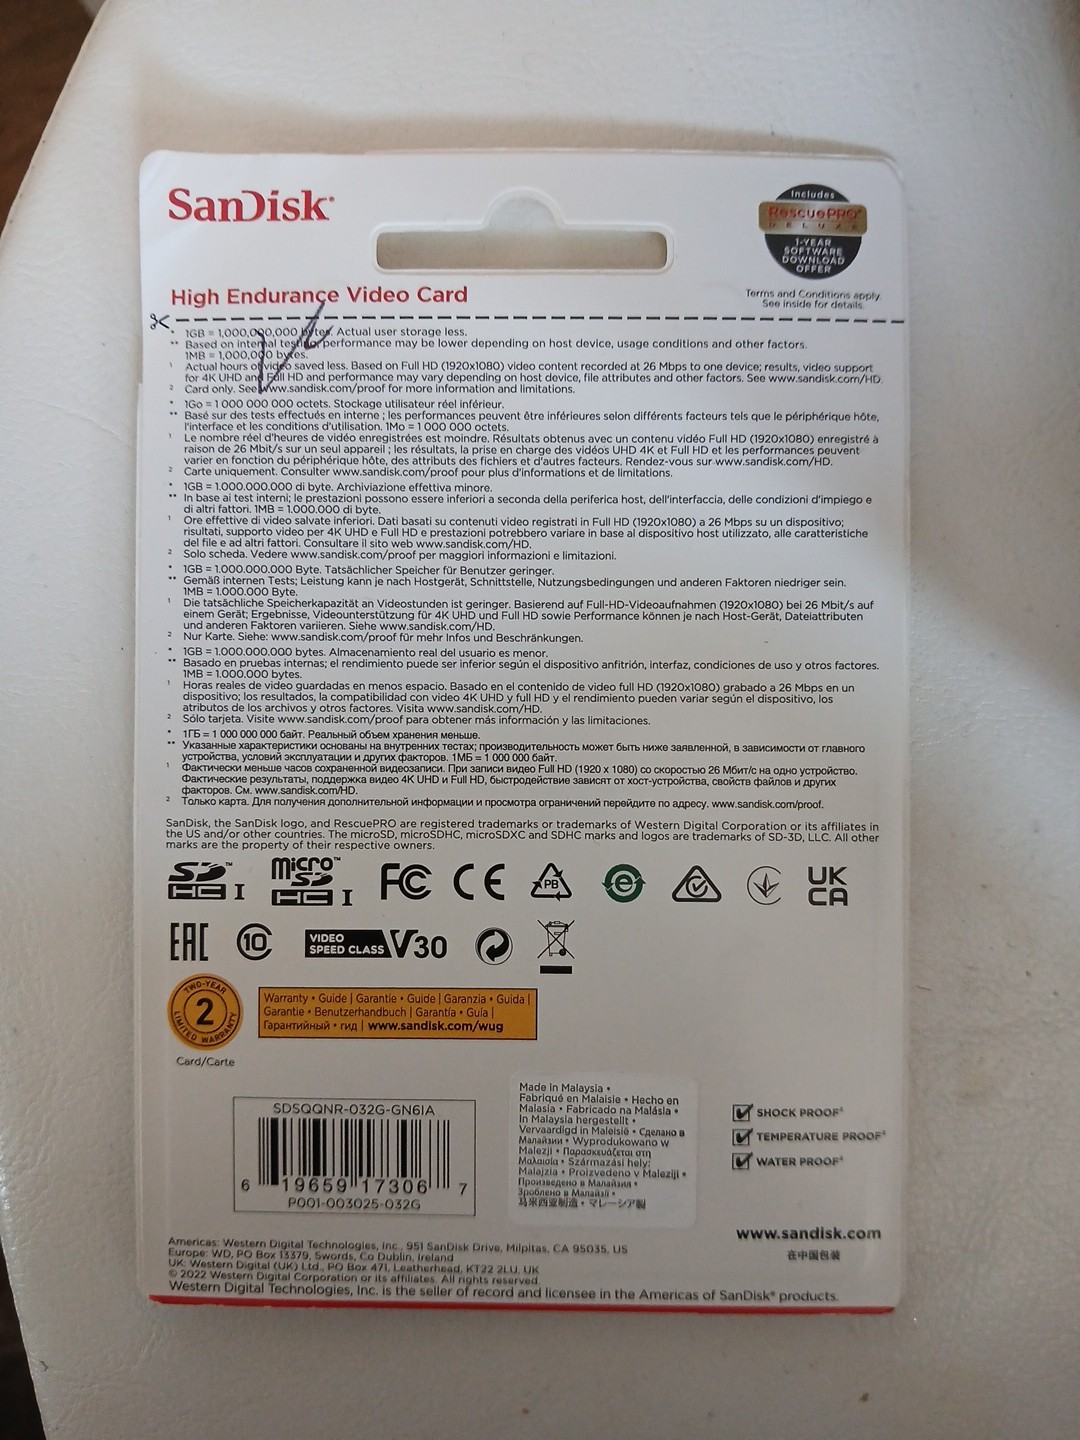 SanDisk®
Includes
RescuePRO®
DELUXE
1-YEAR
SOFTWARE
DOWNLOAD
OFFER
High Endurance Video Card
Terms and Conditions apply.
See inside for details.
* 1GB = 1,000,000,000 bytes. Actual user storage less.
** Based on internal testing; performance may be lower depending on host device, usage conditions and other factors.
1MB = 1,000,000 bytes.
¹ Actual hours of video saved less. Based on Full HD (1920x1080) video content recorded at 26 Mbps to one device; results, video support
for 4K UHD and Full HD and performance may vary depending on host device, file attributes and other factors. See www.sandisk.com/HD.
² Card only. See www.sandisk.com/proof for more information and limitations.
* 1Go = 1 000 000 000 octets. Stockage utilisateur réel inférieur.
** Basé sur des tests effectués en interne ; les performances peuvent être inférieures selon différents facteurs tels que le périphérique hôte,
l'interface et les conditions d'utilisation. 1Mo = 1 000 000 octets.
¹ Le nombre réel d'heures de vidéo enregistrées est moindre. Résultats obtenus avec un contenu vidéo Full HD (1920x1080) enregistré à
raison de 26 Mbit/s sur un seul appareil ; les résultats, la prise en charge des vidéos UHD 4K et Full HD et les performances peuvent
varier en fonction du périphérique hôte, des attributs des fichiers et d'autres facteurs. Rendez-vous sur www.sandisk.com/HD.
² Carte uniquement. Consulter www.sandisk.com/proof pour plus d'informations et de limitations.
* 1GB = 1.000.000.000 di byte. Archiviazione effettiva minore.
** In base ai test interni; le prestazioni possono essere inferiori a seconda della periferica host, dell'interfaccia, delle condizioni d'impiego e
di altri fattori. 1MB = 1.000.000 di byte.
¹ Ore effettive di video salvate inferiori. Dati basati su contenuti video registrati in Full HD (1920x1080) a 26 Mbps su un dispositivo;
risultati, supporto video per 4K UHD e Full HD e prestazioni potrebbero variare in base al dispositivo host utilizzato, alle caratteristiche
del file e ad altri fattori. Consultare il sito web www.sandisk.com/HD.
² Solo scheda. Vedere www.sandisk.com/proof per maggiori informazioni e limitazioni.
* 1GB = 1.000.000.000 Byte. Tatsächlicher Speicher für Benutzer geringer.
** Gemäß internen Tests; Leistung kann je nach Hostgerät, Schnittstelle, Nutzungsbedingungen und anderen Faktoren niedriger sein.
1MB = 1.000.000 Byte.
¹ Die tatsächliche Speicherkapazität an Videostunden ist geringer. Basierend auf Full-HD-Videoaufnahmen (1920x1080) bei 26 Mbit/s auf
einem Gerät; Ergebnisse, Videounterstützung für 4K UHD und Full HD sowie Performance können je nach Host-Gerät, Dateiattributen
und anderen Faktoren variieren. Siehe www.sandisk.com/HD.
² Nur Karte. Siehe: www.sandisk.com/proof für mehr Infos und Beschränkungen.
* 1GB = 1.000.000.000 bytes. Almacenamiento real del usuario es menor.
** Basado en pruebas internas; el rendimiento puede ser inferior según el dispositivo anfitrión, interfaz, condiciones de uso y otros factores.
1MB = 1.000.000 bytes.
¹ Horas reales de video guardadas en menos espacio. Basado en el contenido de video full HD (1920x1080) grabado a 26 Mbps en un
dispositivo; los resultados, la compatibilidad con video 4K UHD y full HD y el rendimiento pueden variar según el dispositivo, los
atributos de los archivos y otros factores. Visita www.sandisk.com/HD.
² Sólo tarjeta. Visite www.sandisk.com/proof para obtener más información y las limitaciones.
* 1ГБ = 1 000 000 000 байт. Реальный объем хранения меньше.
** Указанные характеристики основаны на внутренних тестах; производительность может быть ниже заявленной, в зависимости от главного
устройства, условий эксплуатации и других факторов. 1МБ = 1 000 000 байт.
¹ Фактически меньше часов сохраненной видеозаписи. При записи видео Full HD (1920 x 1080) со скоростью 26 Мбит/с на одно устройство.
Фактические результаты, поддержка видео 4K UHD и Full HD, быстродействие зависят от хост-устройства, свойств файлов и других
факторов. См. www.sandisk.com/HD.
² Только карта. Для получения дополнительной информации и просмотра ограничений перейдите по адресу. www.sandisk.com/proof.
SanDisk, the SanDisk logo, and RescuePRO are registered trademarks or trademarks of Western Digital Corporation or its affiliates in
the US and/or other countries. The microSD, microSDHC, microSDXC and SDHC marks and logos are trademarks of SD-3D, LLC. All other
marks are the property of their respective owners.
SD HC I ™ micro SD HC I ™ FC CE PB e UK CA
EAC 10 VIDEO SPEED CLASS V30
TWO-YEAR
2
LIMITED WARRANTY
Warranty • Guide | Garantie • Guide | Garanzia • Guida |
Garantie • Benutzerhandbuch | Garantía • Guía |
Гарантийный • гид | www.sandisk.com/wug
Card/Carte
SDSQQNR-032G-GN6IA
6 19659 17306 7
P001-003025-032G
Made in Malaysia •
Fabriqué en Malaisie • Hecho en
Malasia • Fabricado na Malásia •
In Malaysia hergestellt •
Vervaardigd in Maleisië • Сделано в
Малайзии • Wyprodukowano w
Malezji • Παρασκευάζεται στη
Μαλαισία • Származási hely:
Malajzia • Proizvedeno v Maleziji •
Произведено в Малайзия •
Зроблено в Малайзії •
马来西亚制造 • マレーシア製
SHOCK PROOF²
TEMPERATURE PROOF²
WATER PROOF²
www.sandisk.com
在中国包装
Americas: Western Digital Technologies, Inc., 951 SanDisk Drive, Milpitas, CA 95035, US
Europe: WD, PO Box 13379, Swords, Co Dublin, Ireland
UK: Western Digital (UK) Ltd., PO Box 471, Leatherhead, KT22 2LU, UK
© 2022 Western Digital Corporation or its affiliates. All rights reserved.
Western Digital Technologies, Inc. is the seller of record and licensee in the Americas of SanDisk® products.